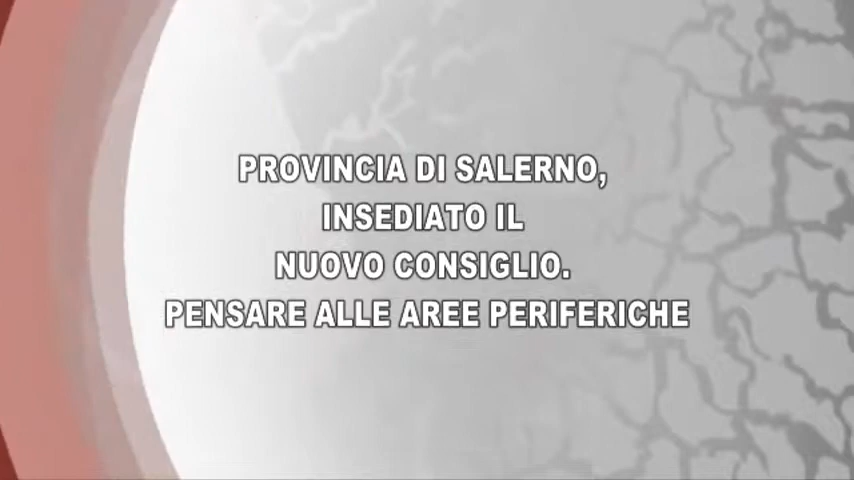 PROVINCIA DI SALERNO,
INSEDIATO IL
NUOVO CONSIGLIO.
PENSARE ALLE AREE PERIFERICHE